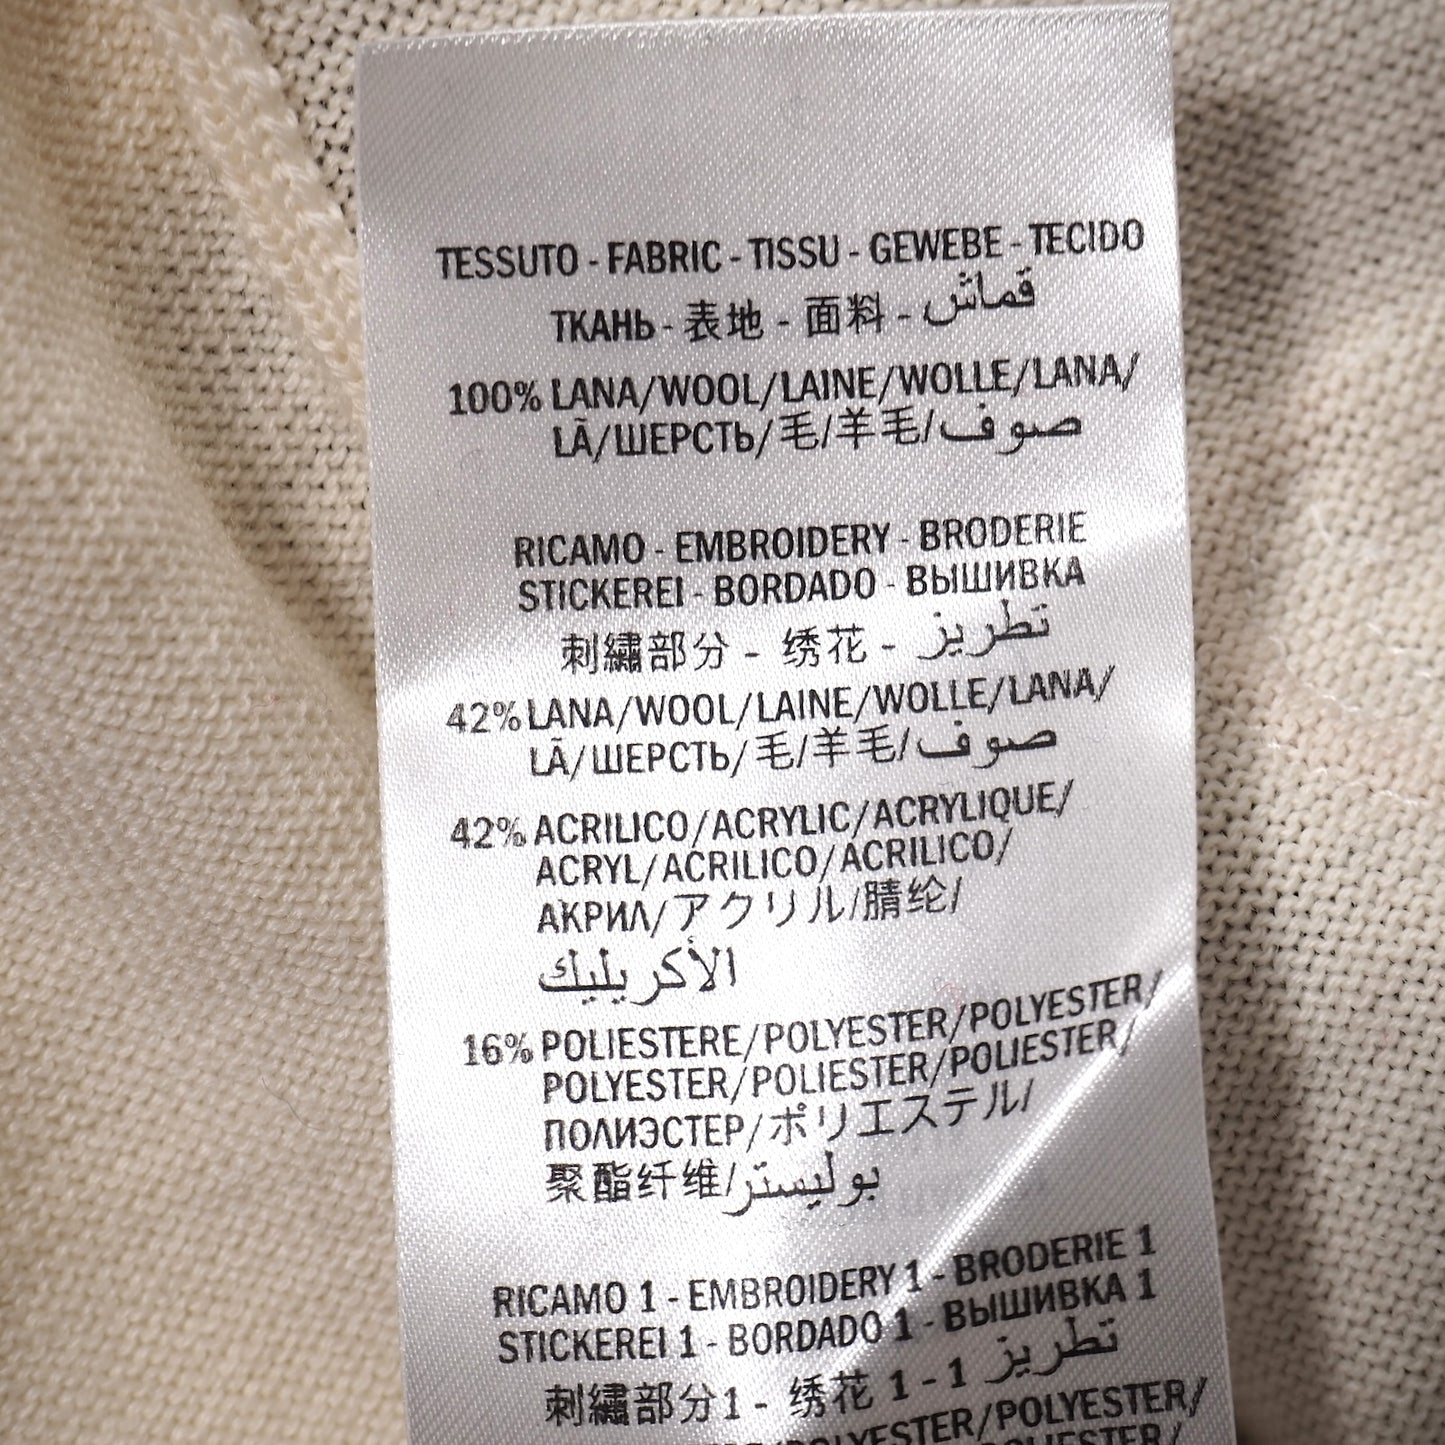 TESSUTO - FABRIC - TISSU - GEWEBE - TECIDO
ТКАНЬ - 表地 - 面料 - قماش
100% LANA/WOOL/LAINE/WOLLE/LANA/
LÃ/ШЕРСТЬ/毛/羊毛/صوف
RICAMO - EMBROIDERY - BRODERIE
STICKEREI - BORDADO - ВЫШИВКА
刺繍部分 - 绣花 - تطريز
42% LANA/WOOL/LAINE/WOLLE/LANA/
LÃ/ШЕРСТЬ/毛/羊毛/صوف
42% ACRILICO/ACRYLIC/ACRYLIQUE/
ACRYL/ACRILICO/ACRILICO/
АКРИЛ/アクリル/腈纶/
الأكريليك
16% POLIESTERE/POLYESTER/POLYESTER/
POLYESTER/POLIESTER/POLIESTER/
ПОЛИЭСТЕР/ポリエステル/
聚酯纤维/بوليستر
RICAMO 1 - EMBROIDERY 1 - BRODERIE 1
STICKEREI 1 - BORDADO 1 - ВЫШИВКА 1
刺繍部分1 - 绣花 1 - 1 تطريز
/POLYESTER/